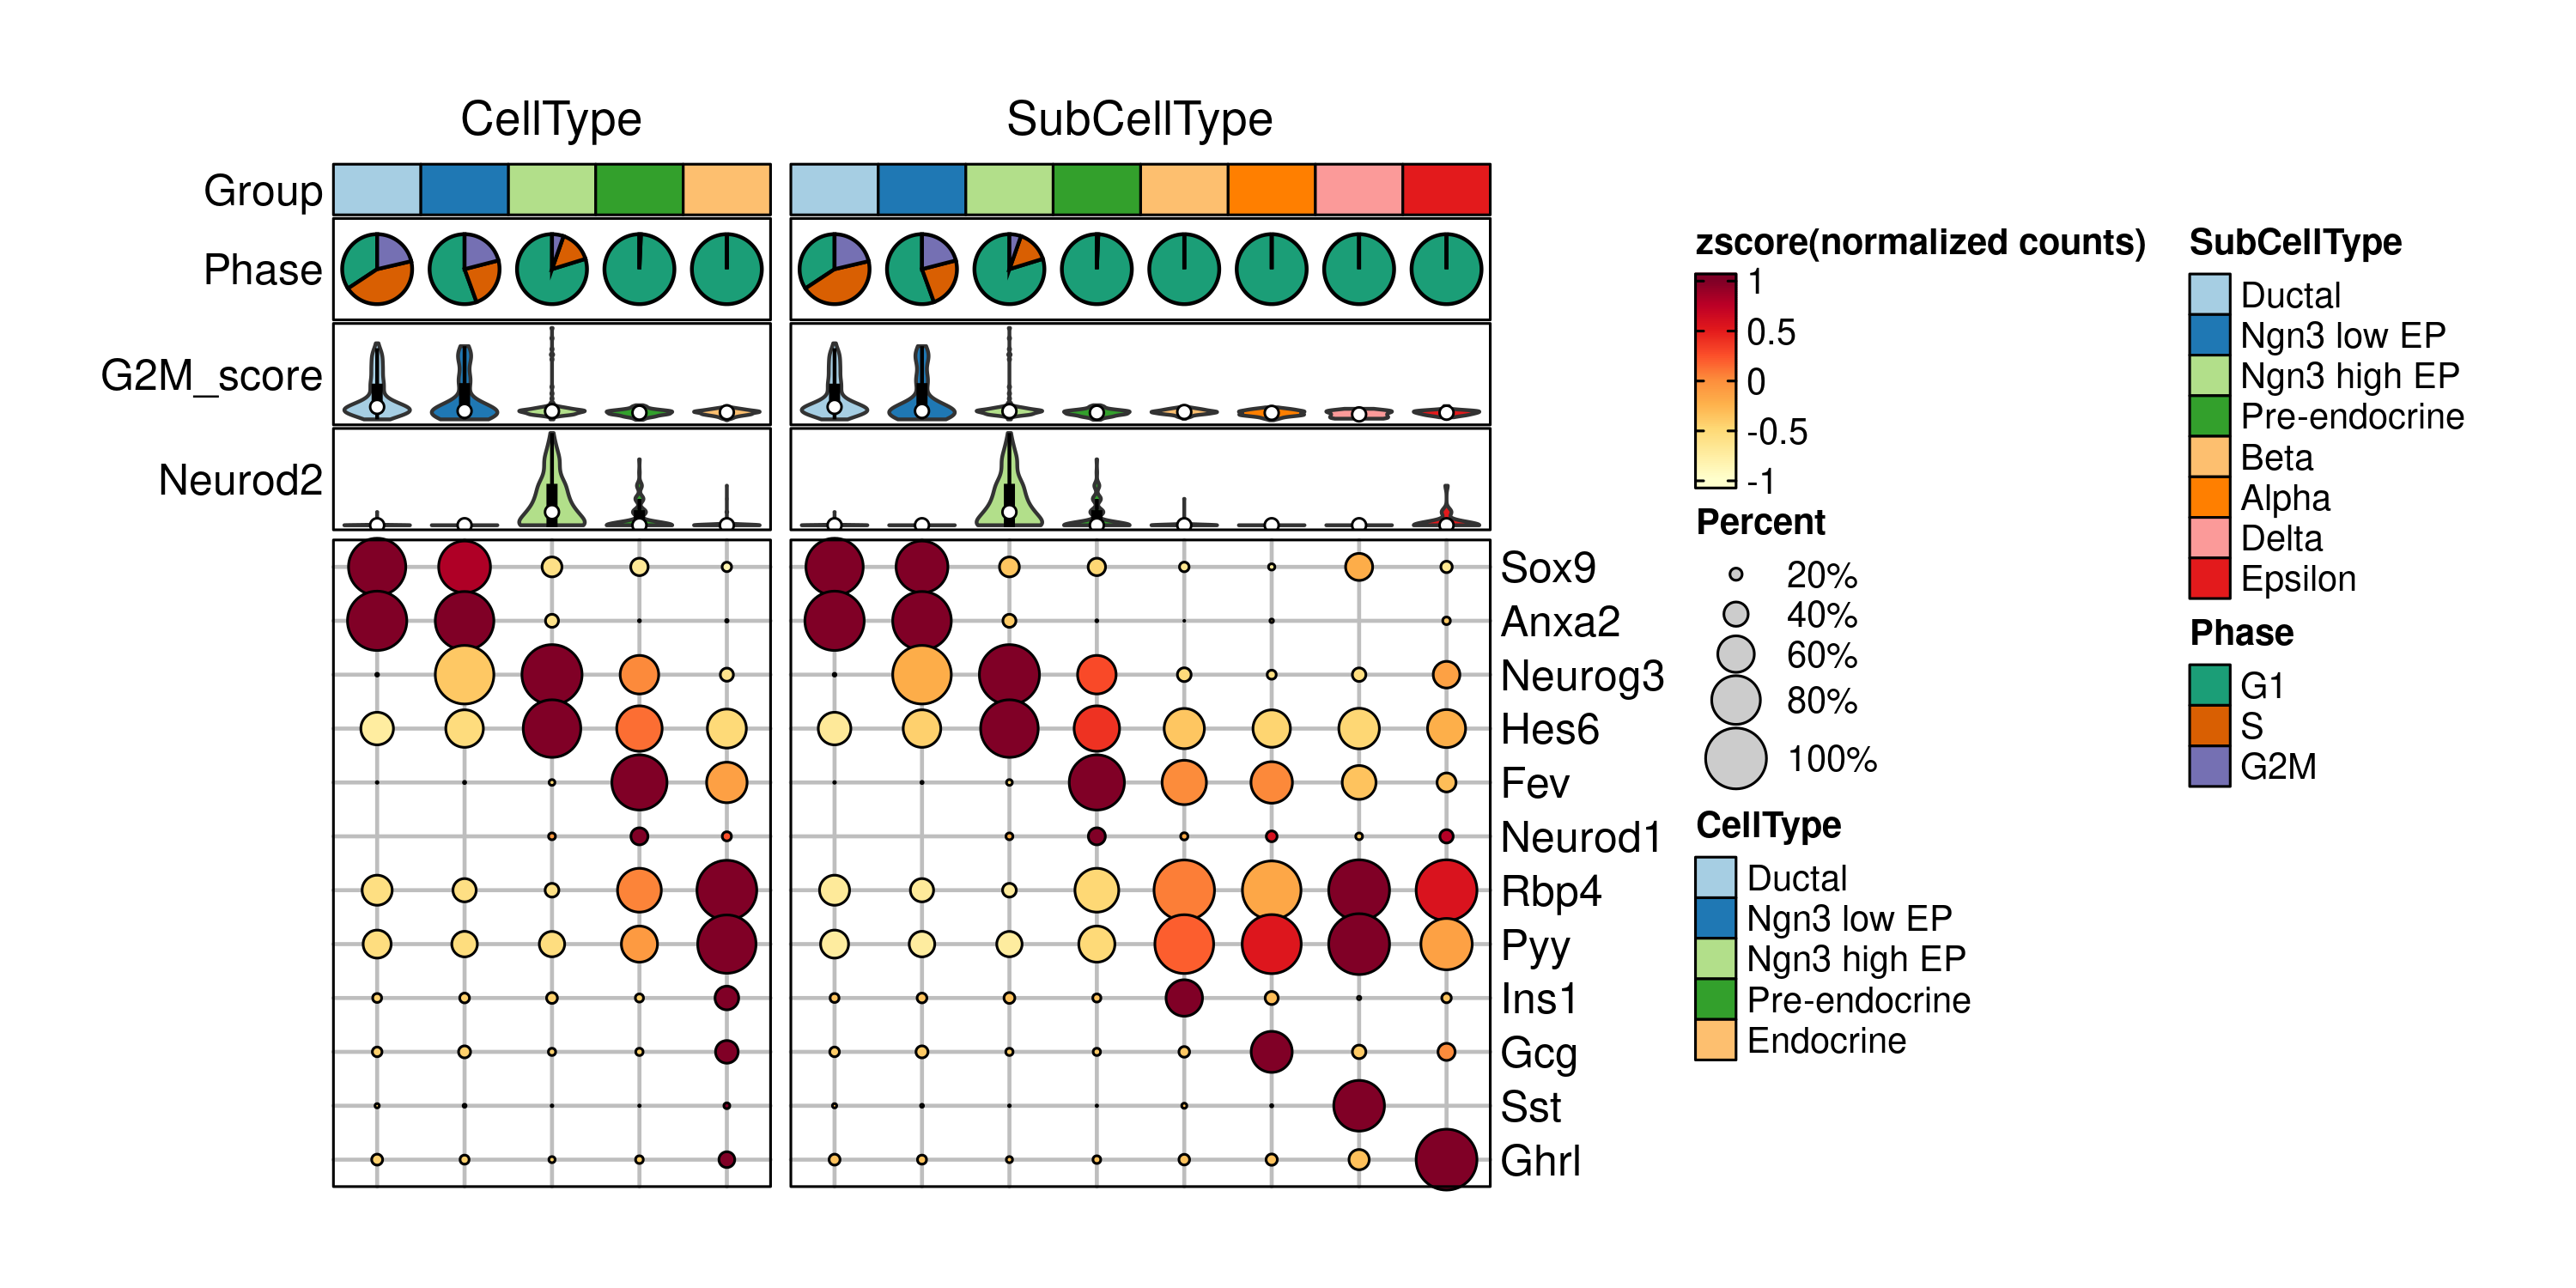 CellType
SubCellType
Group
Phase
G2M_score
Neurod2
Sox9
Anxa2
Neurog3
Hes6
Fev
Neurod1
Rbp4
Pyy
Ins1
Gcg
Sst
Ghrl
zscore(normalized counts)
1
0.5
0
-0.5
-1
Percent
20%
40%
60%
80%
100%
CellType
Ductal
Ngn3 low EP
Ngn3 high EP
Pre-endocrine
Endocrine
SubCellType
Ductal
Ngn3 low EP
Ngn3 high EP
Pre-endocrine
Beta
Alpha
Delta
Epsilon
Phase
G1
S
G2M